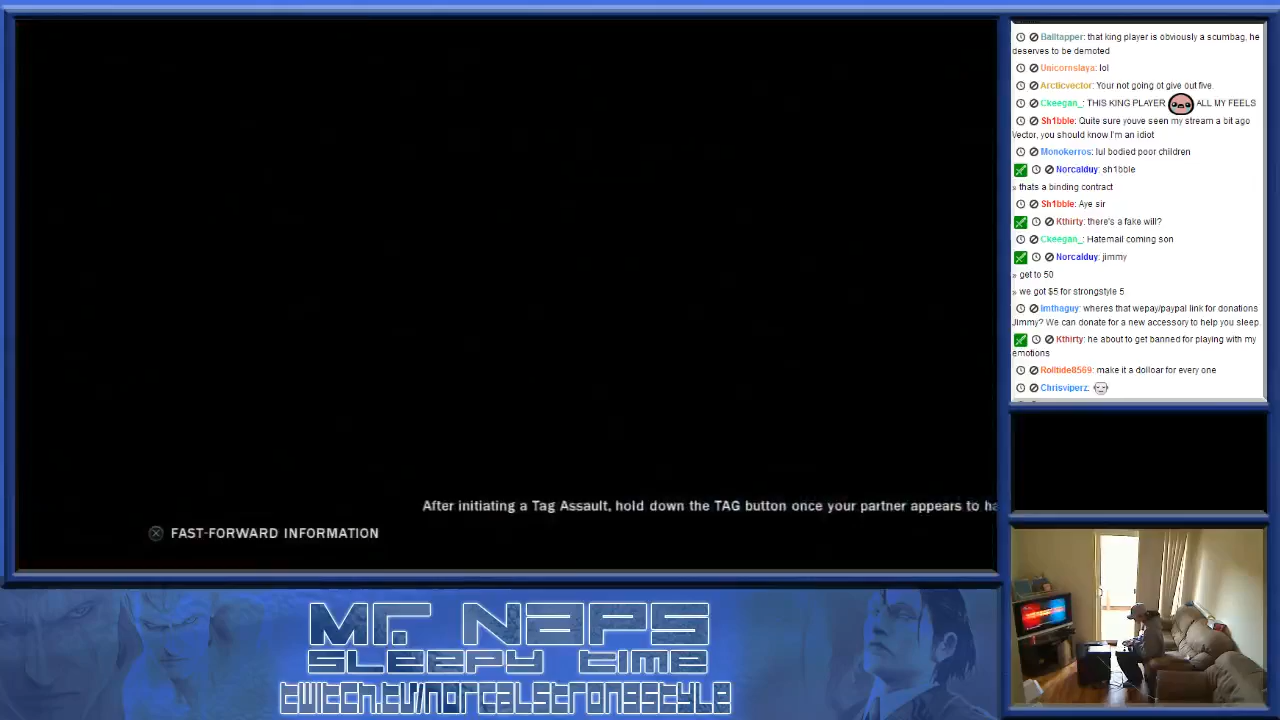 Balltapper: that king player is obviously a scumbag, he
deserves to be demoted
Unicornslaya: lol
Arcticvector: Your not going ot give out five.
Ckeegan_: THIS KING PLAYER ALL MY FEELS
Sh1bble: Quite sure youve seen my stream a bit ago
Vector, you should know I'm an idiot
Monokerros: lul bodied poor children
Norcalduy: sh1bble
» thats a binding contract
Sh1bble: Aye sir
Kthirty: there's a fake will?
Ckeegan_: Hatemail coming son
Norcalduy: jimmy
» get to 50
» we got $5 for strongstyle 5
Imthaguy: wheres that wepay/paypal link for donations
Jimmy? We can donate for a new accessory to help you sleep.
Kthirty: he about to get banned for playing with my
emotions
Rolltide8569: make it a dolloar for every one
Chrisviperz:
After initiating a Tag Assault, hold down the TAG button once your partner appears to ha
FAST-FORWARD INFORMATION
Mr. Naps
SLEEPY TIME
twitch.tv/norcalstrongstyle